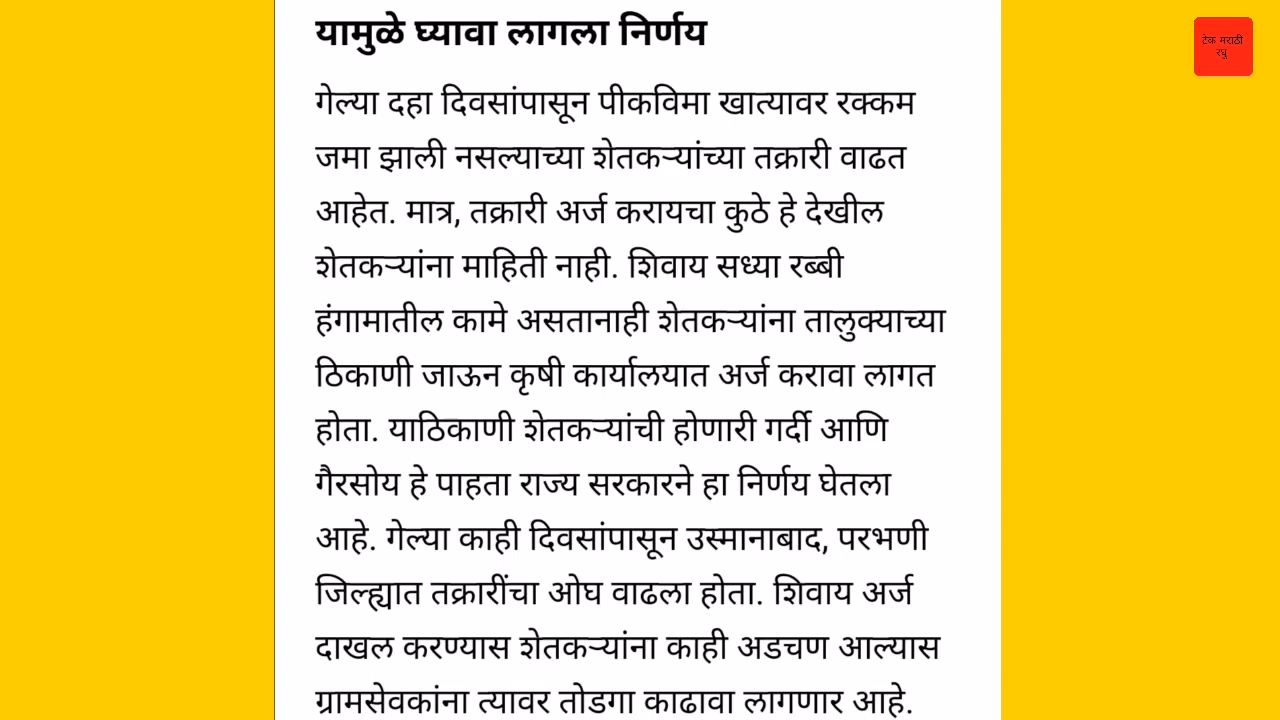 यामुळे घ्यावा लागला निर्णय
गेल्या दहा दिवसांपासून पीकविमा खात्यावर रक्कम
जमा झाली नसल्याच्या शेतकऱ्यांच्या तक्रारी वाढत
आहेत. मात्र, तक्रारी अर्ज करायचा कुठे हे देखील
शेतकऱ्यांना माहिती नाही. शिवाय सध्या रब्बी
हंगामातील कामे असतानाही शेतकऱ्यांना तालुक्याच्या
ठिकाणी जाऊन कृषी कार्यालयात अर्ज करावा लागत
होता. याठिकाणी शेतकऱ्यांची होणारी गर्दी आणि
गैरसोय हे पाहता राज्य सरकारने हा निर्णय घेतला
आहे. गेल्या काही दिवसांपासून उस्मानाबाद, परभणी
जिल्ह्यात तक्रारींचा ओघ वाढला होता. शिवाय अर्ज
दाखल करण्यास शेतकऱ्यांना काही अडचण आल्यास
ग्रामसेवकांना त्यावर तोडगा काढावा लागणार आहे.
टेक मराठी
रघु